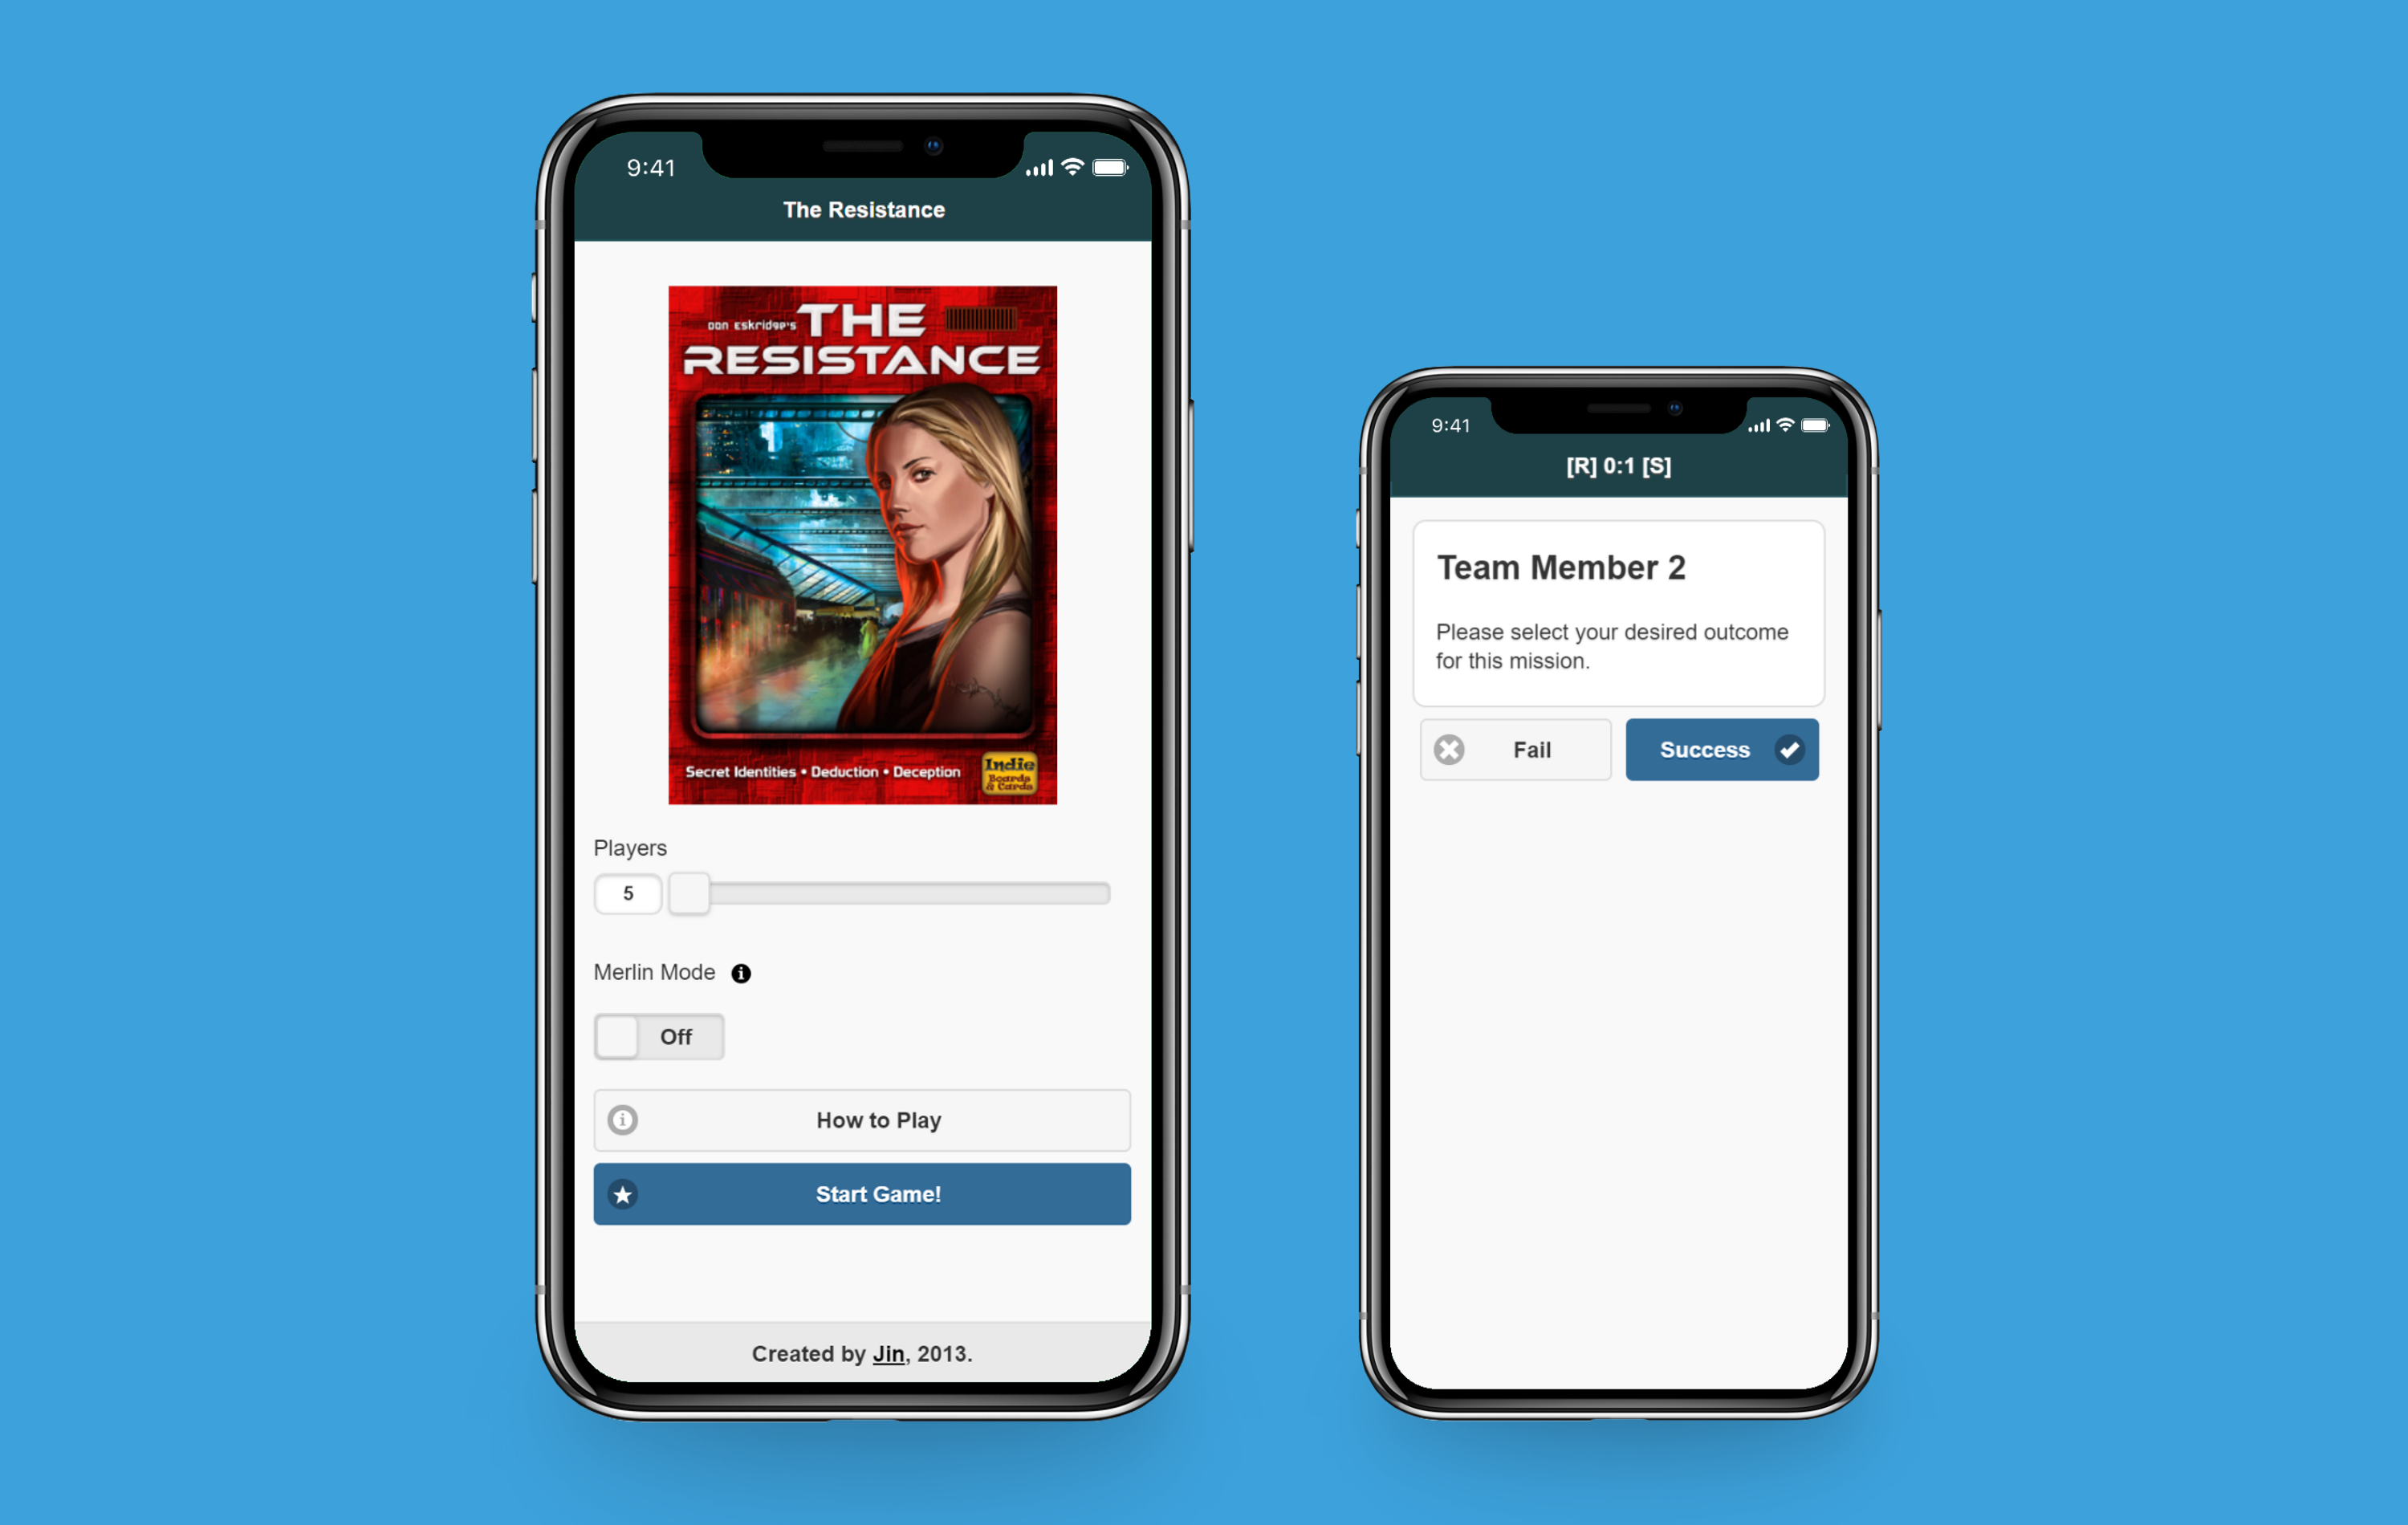 9:41
The Resistance
Don Eskridge's THE
RESISTANCE
Secret Identities • Deduction • Deception
Indie
Boards
& Cards
Players
5
Merlin Mode
Off
How to Play
Start Game!
Created by Jin, 2013.
9:41
[R] 0:1 [S]
Team Member 2
Please select your desired outcome
for this mission.
Fail
Success